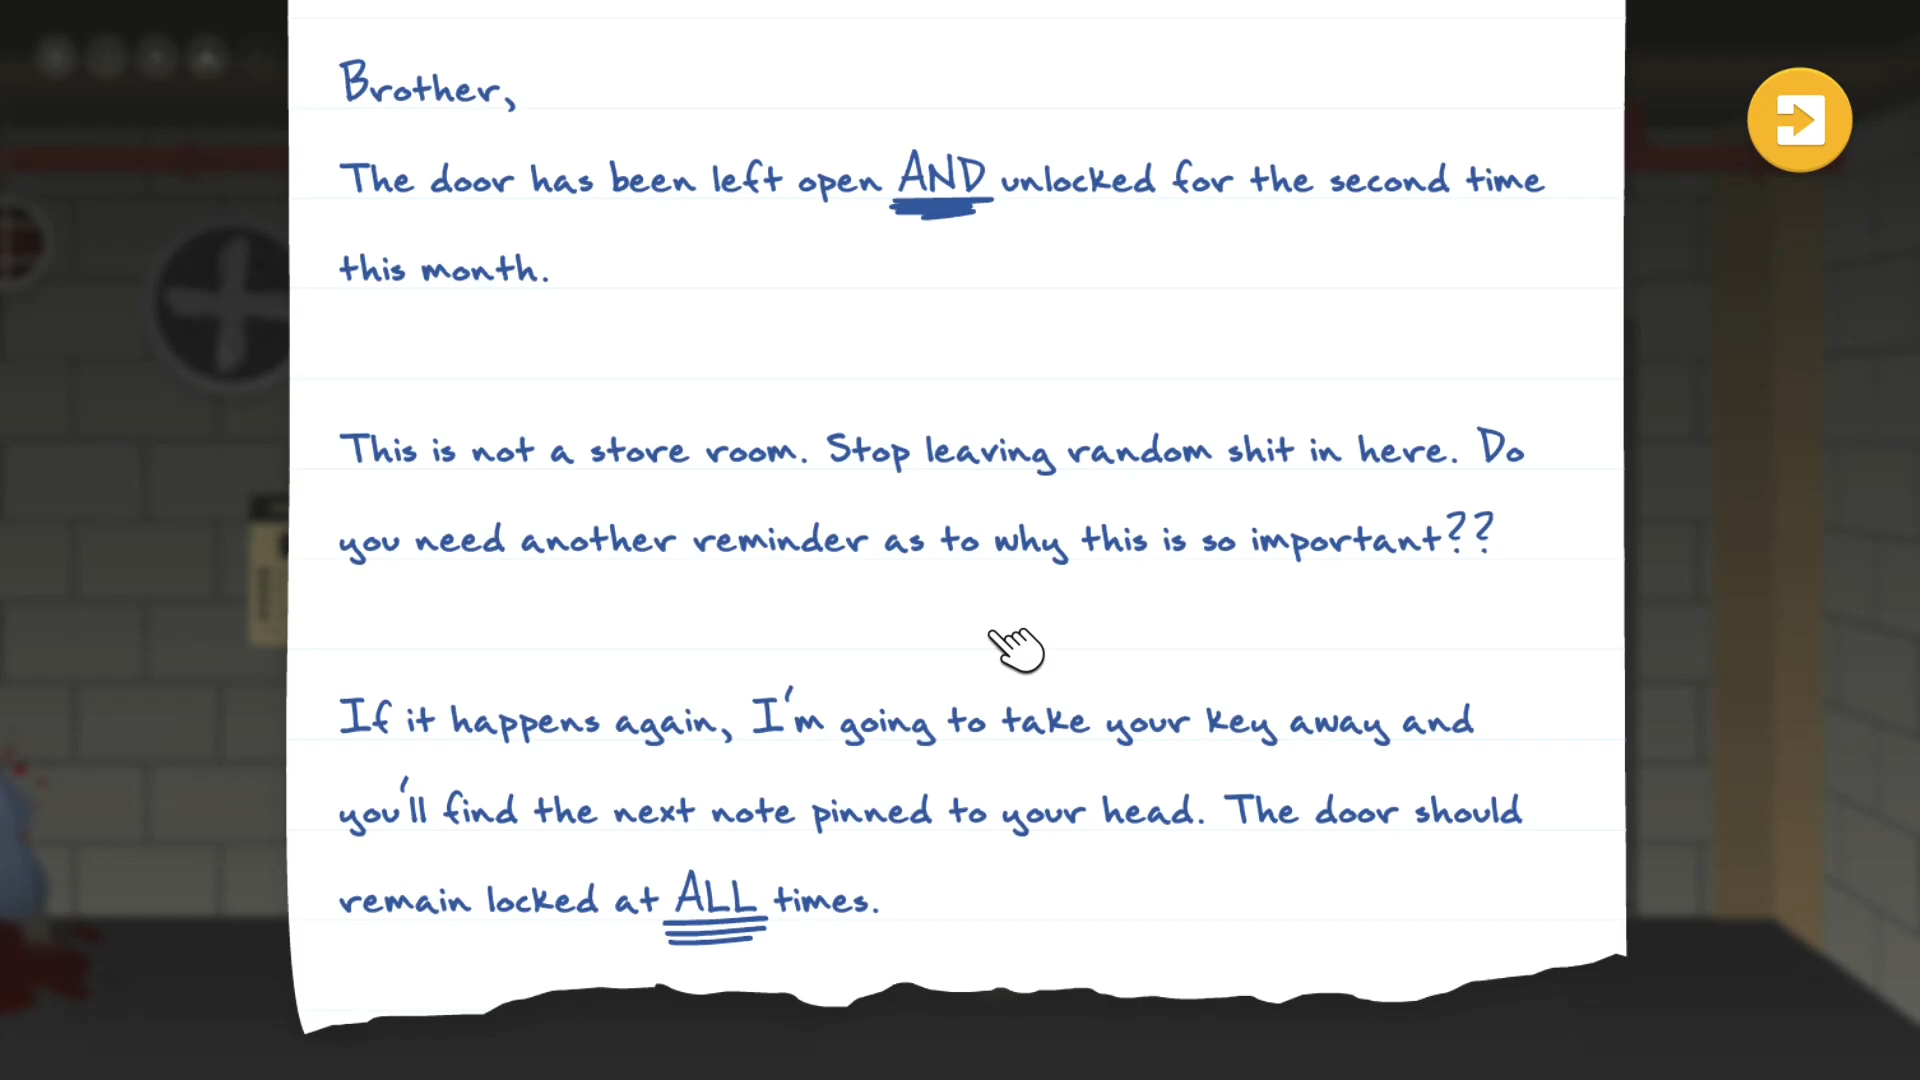 Brother,
The door has been left open AND unlocked for the second time
this month.
This is not a store room. Stop leaving random shit in here. Do
you need another reminder as to why this is so important??
If it happens again, I'm going to take your key away and
you'll find the next note pinned to your head. The door should
remain locked at ALL times.